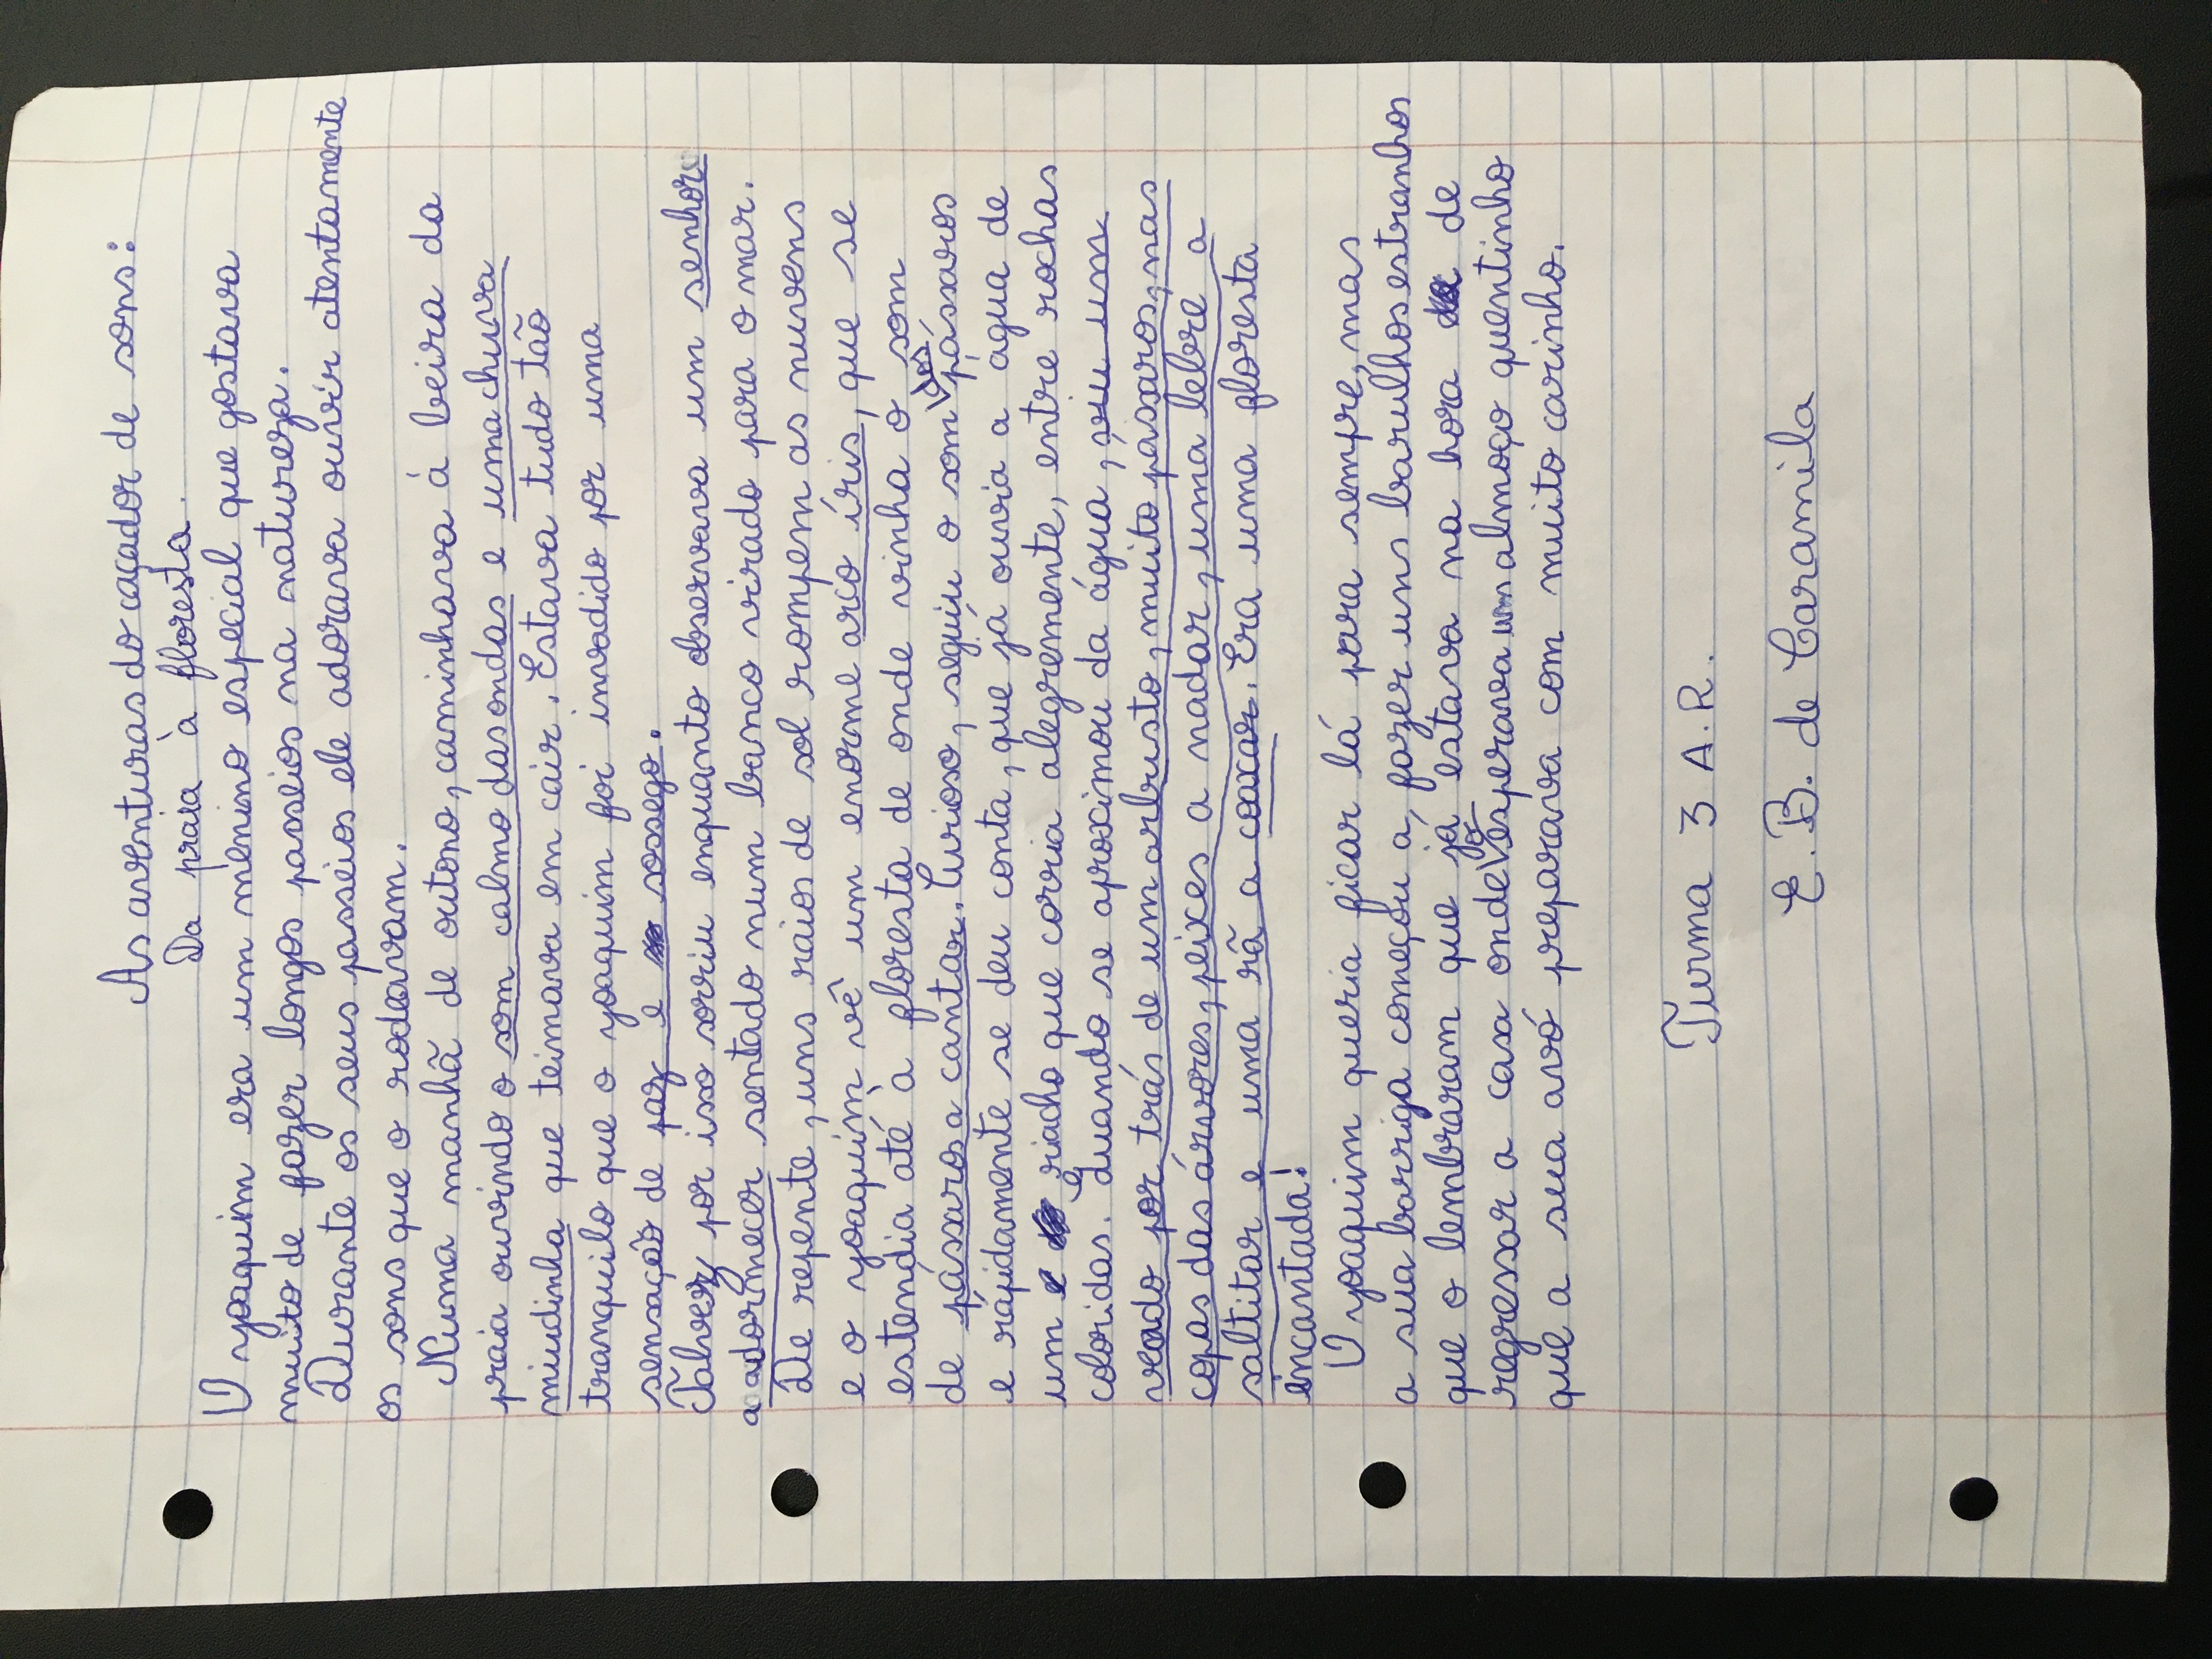 As aventuras do caçador de sons:
Da praia à floresta.
O Joaquim era um menino especial que gostava
muito de fazer longos passeios na natureza.
Durante os seus passeios ele adorava ouvir atentamente
os sons que o rodeavam.
Numa manhã de outono, caminhava à beira da
praia ouvindo o som calmo das ondas e uma chuva
miudinha que teimava em cair. Estava tudo tão
tranquilo que o Joaquim foi invadido por uma
sensação de paz e sossego.
Talvez por isso sorriu enquanto observava um senhor
a adormecer sentado num banco virado para o mar.
De repente, uns raios de sol rompem as nuvens
e o Joaquim vê um enorme arco íris, que se
estendia até à floresta de onde vinha o som
de pássaros a cantar. Curioso, seguiu o som dos pássaros
e rápidamente se deu conta, que já ouvia a água de
um riacho que corria alegremente, entre rochas
coloridas. Quando se aproximou da água, viu um
veado por trás de um arbusto, muito pássaros, nas
copas das árvores, peixes a nadar, uma lebre a
saltitar e uma rã a coaxar. Era uma floresta
encantada!
O Joaquim queria ficar lá para sempre, mas
a sua barriga começou a fazer uns barulhos estranhos
que o lembraram que já estava na hora de
regressar a casa onde o esperava um almoço quentinho
que a sua avó preparava com muito carinho.
Turma 3 A.R.
E. B. de Caramila